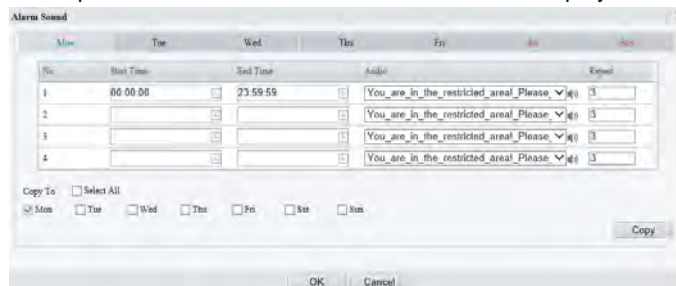 Alarm Sound
Mon Tue Wed Thu Fri Sat Sun
No Start Time End Time Audio Repeat
1 00:00:00 23:59:59 You_are_in_the_restricted_area!_Please_ 3
2 You_are_in_the_restricted_area!_Please_ 3
3 You_are_in_the_restricted_area!_Please_ 3
4 You_are_in_the_restricted_area!_Please_ 3
Copy To Select All
Mon Tue Wed Thu Fri Sat Sun
Copy
OK Cancel